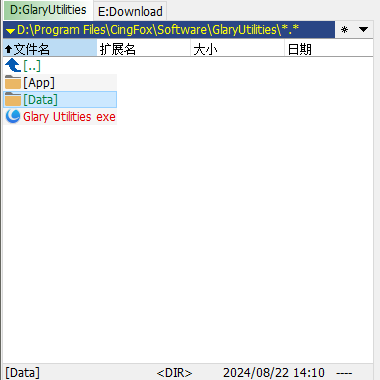 D:GlaryUtilities E:Download
D:\Program Files\CingFox\Software\GlaryUtilities\*.* *
文件名 扩展名 大小 日期
[..]
[App]
[Data]
Glary Utilities exe
[Data] <DIR> 2024/08/22 14:10 ----